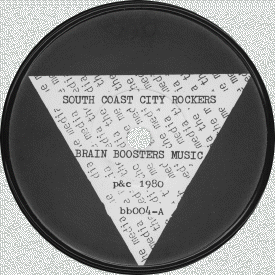 SOUTH COAST CITY ROCKERS
BRAIN BOOSTERS MUSIC
p&c 1980
bb004-A